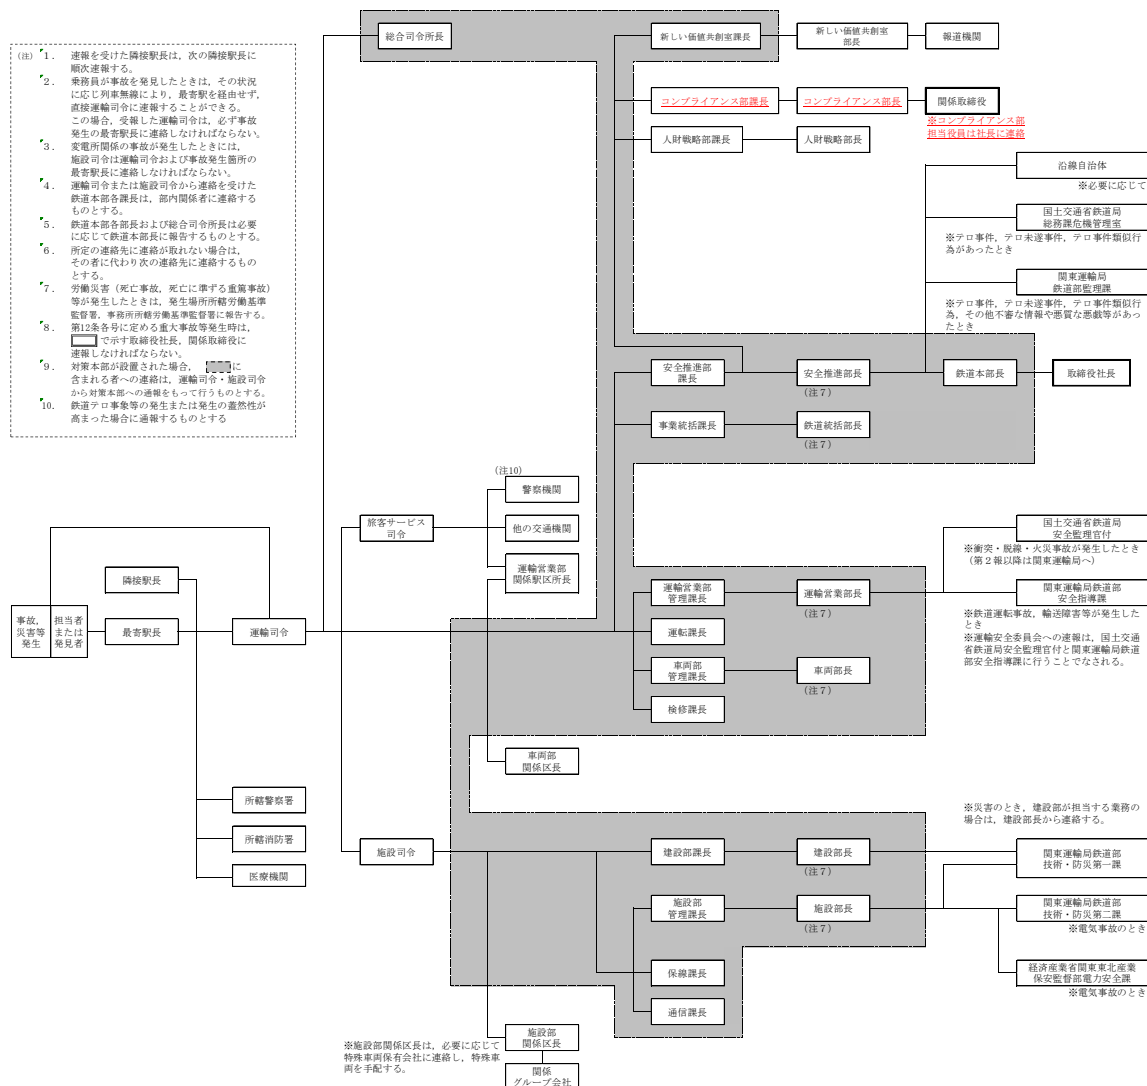 (注) 1. 速報を受けた隣接駅長は，次の隣接駅長に
順次速報する。
2. 乗務員が事故を発見したときは，その状況
に応じ列車無線により，最寄駅を経由せず，
直接運輸司令に速報することができる。
この場合，受報した運輸司令は，必ず事故
発生の最寄駅長に連絡しなければならない。
3. 変電所関係の事故が発生したときには，
施設司令は運輸司令および事故発生箇所の
最寄駅長に連絡しなければならない。
4. 運輸司令または施設司令から連絡を受けた
鉄道本部各課長は，部内関係者に連絡する
ものとする。
5. 鉄道本部各部長および総合司令所長は必要
に応じて鉄道本部長に報告するものとする。
6. 所定の連絡先に連絡が取れない場合は，
その者に代わり次の連絡先に連絡するもの
とする。
7. 労働災害（死亡事故，死亡に準ずる重篤事故）
等が発生したときは，発生場所所轄労働基準
監督署，事務所所轄労働基準監督署に報告する。
8. 第12条各号に定める重大事故等発生時は，
で示す取締役社長，関係取締役に
速報しなければならない。
9. 対策本部が設置された場合，　　に
含まれる者への連絡は，運輸司令・施設司令
から対策本部への通報をもって行うものとする。
10. 鉄道テロ事象等の発生または発生の蓋然性が
高まった場合に通報するものとする
総合司令所長
新しい価値共創室課長
新しい価値共創室
部長
報道機関
コンプライアンス部課長
コンプライアンス部長
関係取締役
※コンプライアンス部
担当役員は社長に連絡
人財戦略部課長
人財戦略部長
沿線自治体
※必要に応じて
国土交通省鉄道局
総務課危機管理室
※テロ事件，テロ未遂事件，テロ事件類似行
為があったとき
関東運輸局
鉄道部監理課
※テロ事件，テロ未遂事件，テロ事件類似行
為，その他不審な情報や悪質な悪戯等があっ
たとき
安全推進部
課長
安全推進部長
(注7)
鉄道本部長
取締役社長
事業統括課長
鉄道統括部長
(注7)
(注10)
警察機関
旅客サービス
司令
他の交通機関
運輸営業部
関係駅区所長
国土交通省鉄道局
安全監理官付
※衝突・脱線・火災事故が発生したとき
（第２報以降は関東運輸局へ）
隣接駅長
運輸営業部
管理課長
運輸営業部長
(注7)
関東運輸局鉄道部
安全指導課
※鉄道運転事故，輸送障害等が発生した
とき
※運輸安全委員会への速報は，国土交通
省鉄道局安全監理官付と関東運輸局鉄道
部安全指導課に行うことでなされる。
事故，
災害等
発生
担当者
または
発見者
最寄駅長
運輸司令
運転課長
車両部
管理課長
車両部長
(注7)
検修課長
車両部
関係区長
所轄警察署
所轄消防署
医療機関
※災害のとき，建設部が担当する業務の
場合は，建設部長から連絡する。
施設司令
建設部課長
建設部長
(注7)
関東運輸局鉄道部
技術・防災第一課
施設部
管理課長
施設部長
(注7)
関東運輸局鉄道部
技術・防災第二課
※電気事故のとき
保線課長
経済産業省関東東北産業
保安監督部電力安全課
※電気事故のとき
通信課長
※施設部関係区長は，必要に応じて
特殊車両保有会社に連絡し，特殊車
両を手配する。
施設部
関係区長
関係
グループ会社